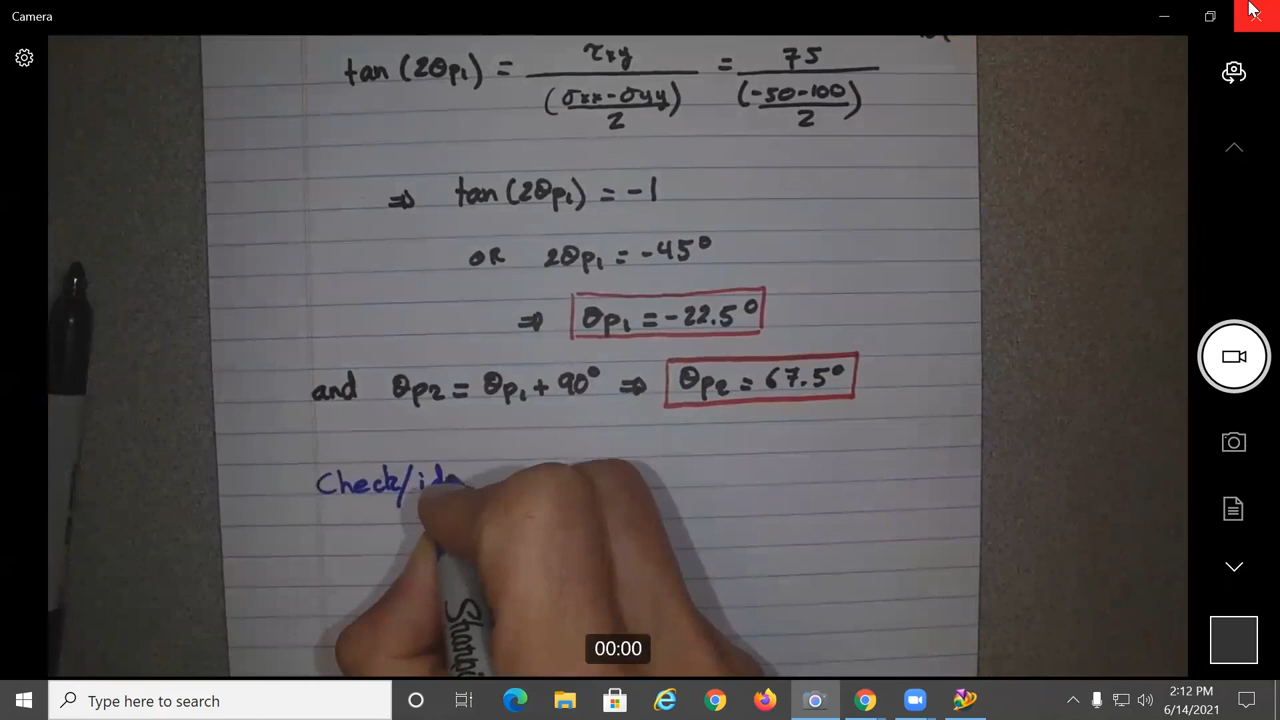 Camera
tan (2θp₁) = τxy / ((σxx - σyy) / 2) = 75 / ((-50-100) / 2)
⇒ tan (2θp₁) = -1
OR 2θp₁ = -45°
⇒ θp₁ = -22.5°
and θp₂ = θp₁ + 90° ⇒ θp₂ = 67.5°
Check/
00:00
Type here to search
2:12 PM
6/14/2021